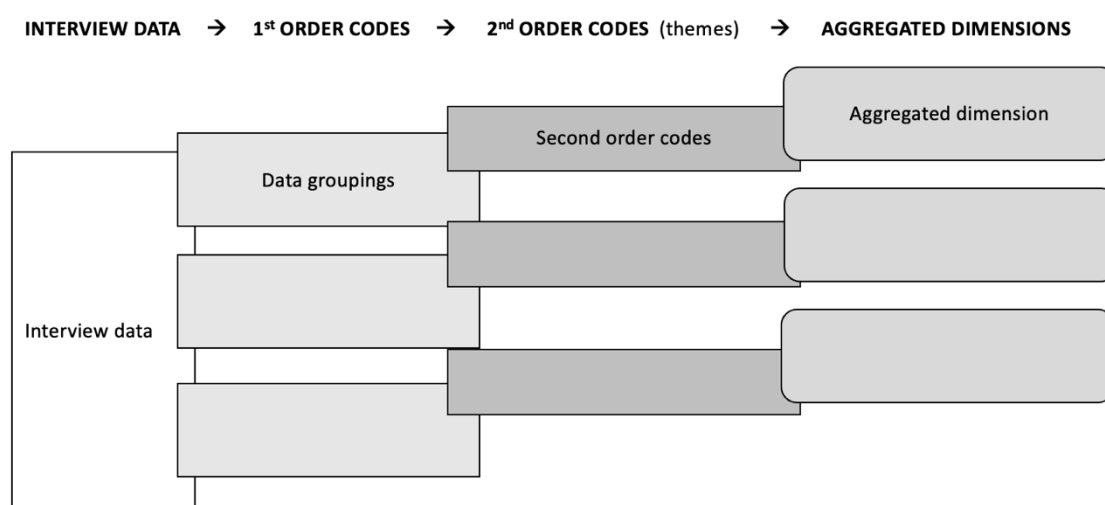 INTERVIEW DATA → 1st ORDER CODES → 2nd ORDER CODES (themes) → AGGREGATED DIMENSIONS
Aggregated dimension
Second order codes
Data groupings
Interview data